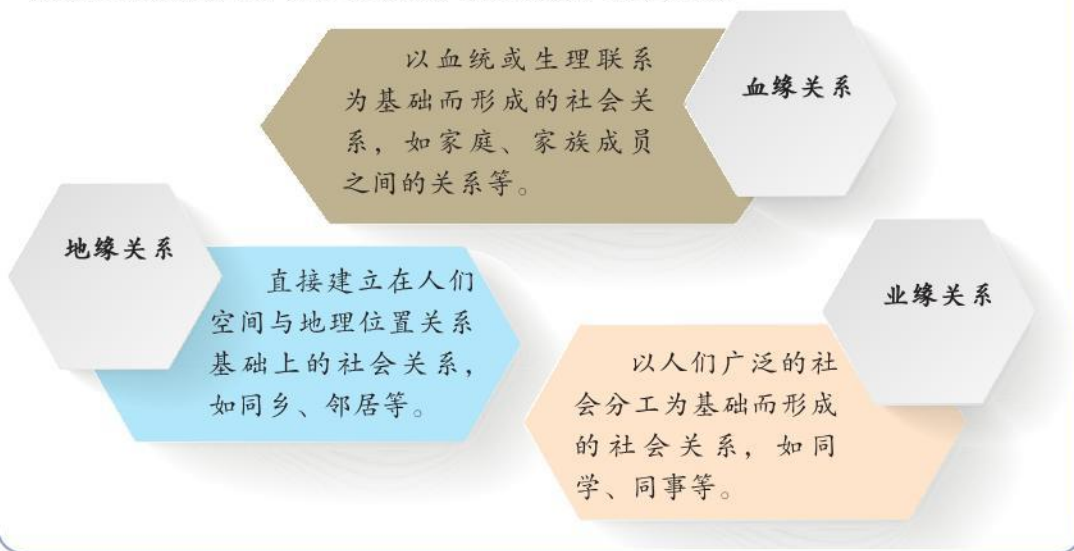 血缘关系
以血统或生理联系
为基础而形成的社会关
系，如家庭、家族成员
之间的关系等。
地缘关系
直接建立在人们
空间与地理位置关系
基础上的社会关系，
如同乡、邻居等。
业缘关系
以人们广泛的社
会分工为基础而形成
的社会关系，如同
学、同事等。